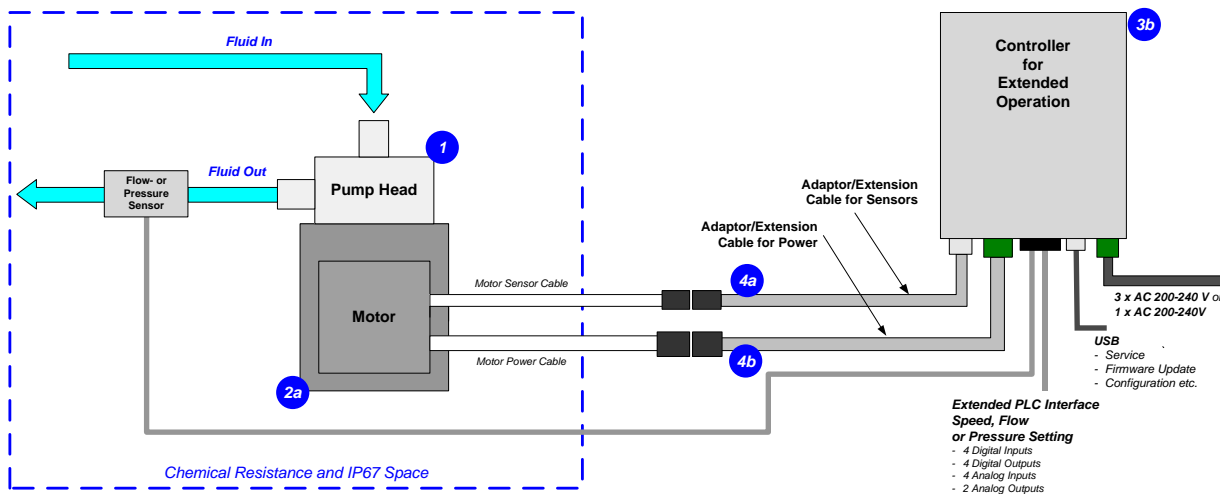 Fluid In
3b
Controller
for
Extended
Operation
1
Fluid Out
Flow- or
Pressure
Sensor
Pump Head
Adaptor/Extension
Cable for Sensors
Adaptor/Extension
Cable for Power
Motor Sensor Cable
4a
Motor
3 x AC 200-240 V or
1 x AC 200-240V
Motor Power Cable
4b
USB
- Service
- Firmware Update
- Configuration etc.
2a
Extended PLC Interface
Speed, Flow
or Pressure Setting
- 4 Digital Inputs
- 4 Digital Outputs
- 4 Analog Inputs
- 2 Analog Outputs
Chemical Resistance and IP67 Space